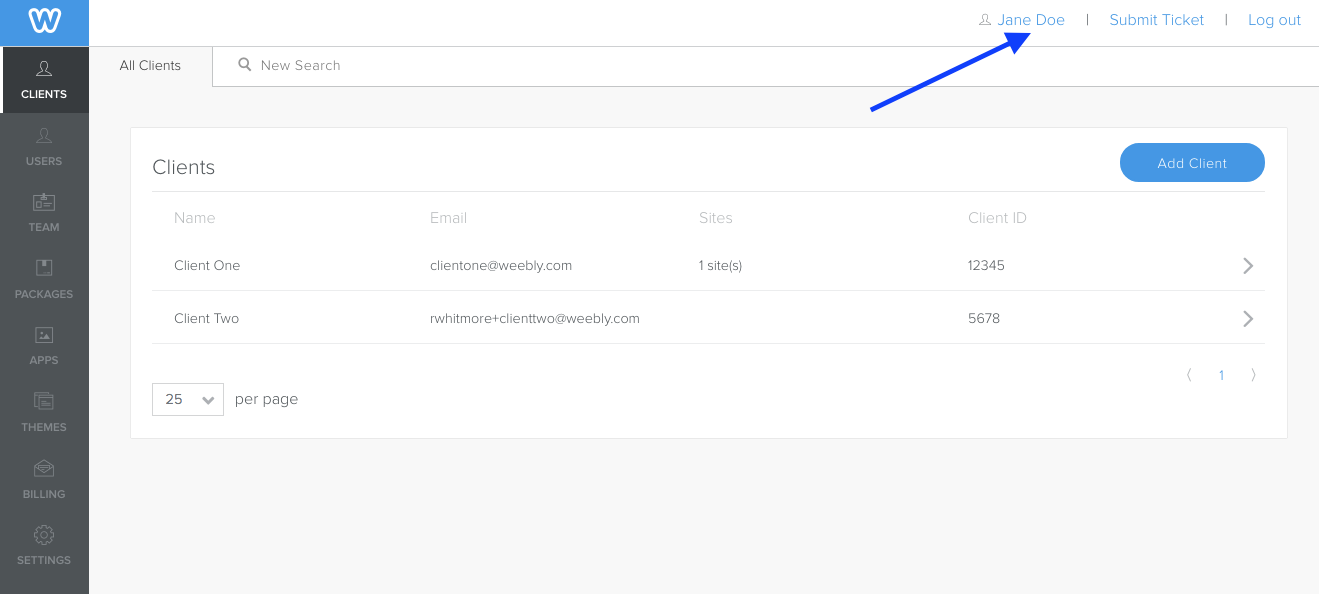 Jane Doe | Submit Ticket | Log out
All Clients
New Search
CLIENTS
USERS
TEAM
PACKAGES
APPS
THEMES
BILLING
SETTINGS
Clients
Add Client
Name Email Sites Client ID
Client One clientone@weebly.com 1 site(s) 12345
Client Two rwhitmore+clienttwo@weebly.com 5678
1
25 per page